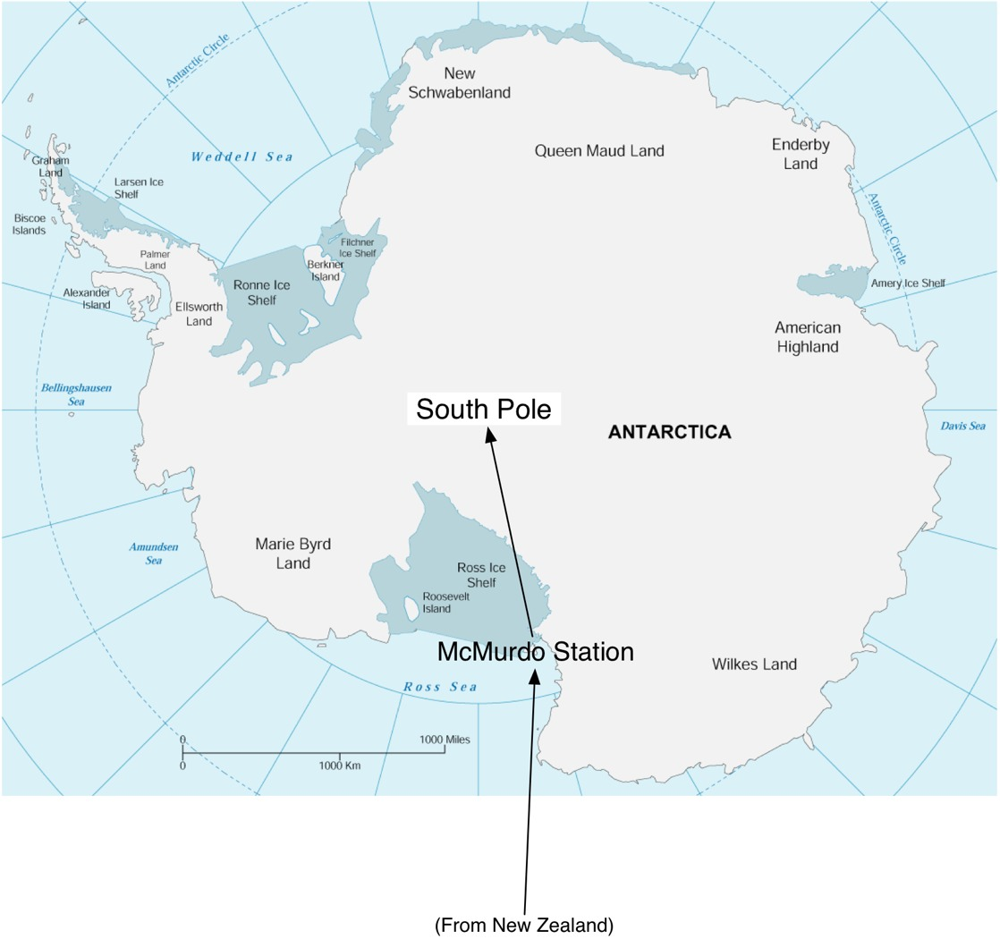 Antarctic Circle
New
Schwabenland
Queen Maud Land
Enderby
Land
Weddell Sea
Graham
Land
Larsen Ice
Shelf
Biscoe
Islands
Antarctic Circle
Palmer
Land
Filchner
Ice Shelf
Berkner
Island
Alexander
Island
Ronne Ice
Shelf
Ellsworth
Land
Amery Ice Shelf
American
Highland
Bellingshausen
Sea
South Pole
ANTARCTICA
Davis Sea
Amundsen
Sea
Marie Byrd
Land
Ross Ice
Shelf
Roosevelt
Island
McMurdo Station
Wilkes Land
Ross Sea
0 1000 Miles
0 1000 Km
(From New Zealand)